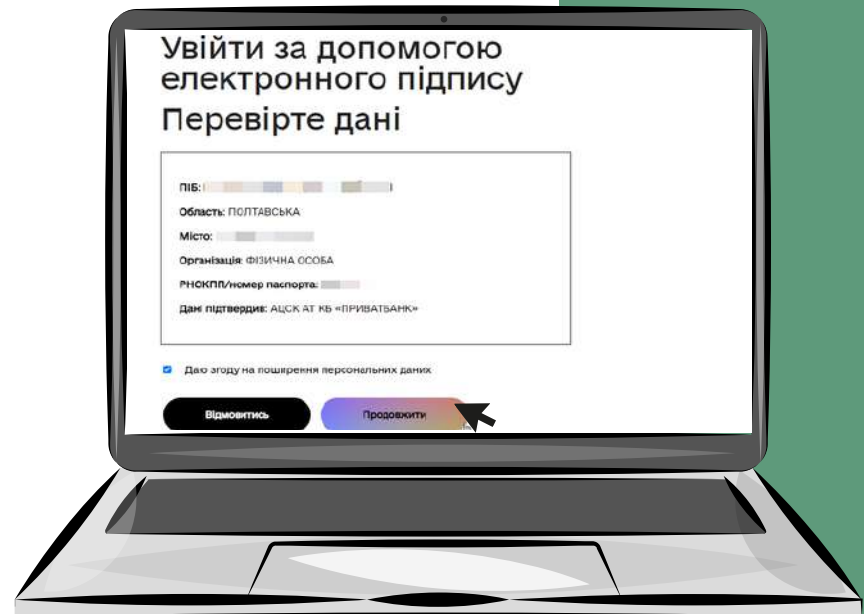 Увійти за допомогою
електронного підпису
Перевірте дані
ПІБ:
Область: ПОЛТАВСЬКА
Місто:
Організація: ФІЗИЧНА ОСОБА
РНОКПП/номер паспорта:
Дані підтвердив: АЦСК АТ КБ «ПРИВАТБАНК»
Даю згоду на поширення персональних даних
Відмовитись
Продовжити